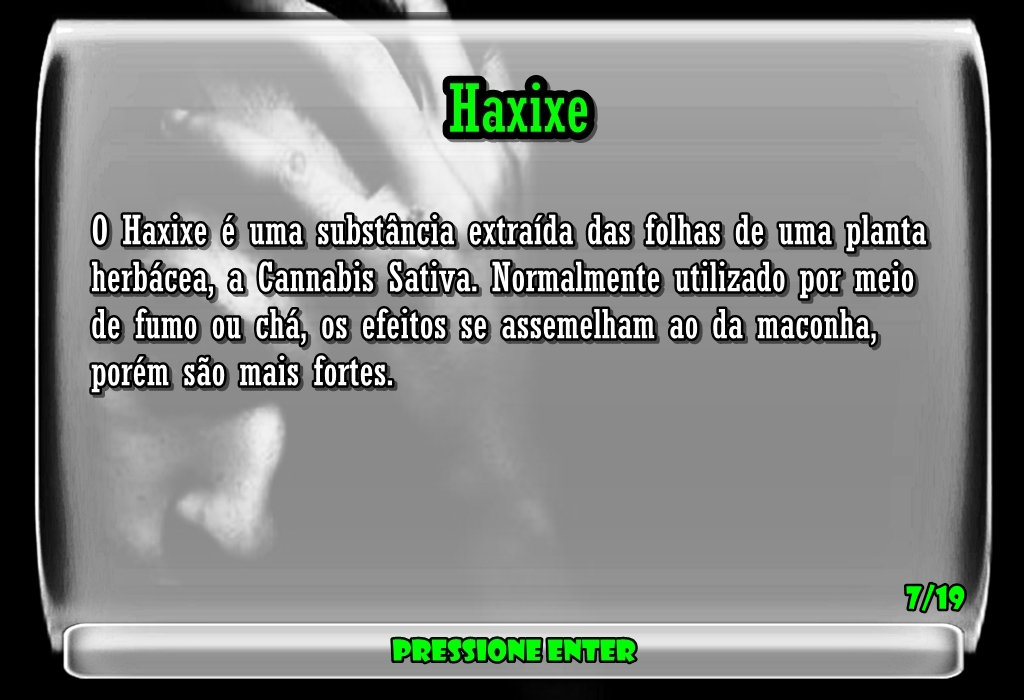 Haxixe
O Haxixe é uma substância extraída das folhas de uma planta
herbácea, a Cannabis Sativa. Normalmente utilizado por meio
de fumo ou chá, os efeitos se assemelham ao da maconha,
porém são mais fortes.
7/19
PRESSIONE ENTER